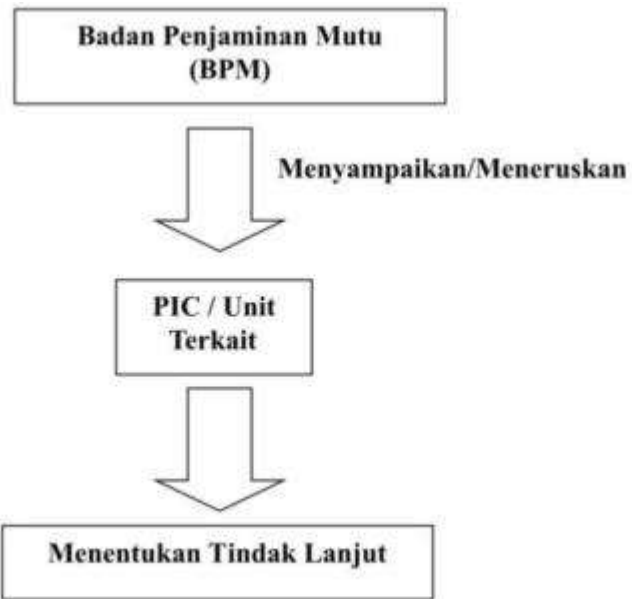 Badan Penjaminan Mutu
(BPM)
Menyampaikan/Meneruskan
PIC / Unit
Terkait
Menentukan Tindak Lanjut